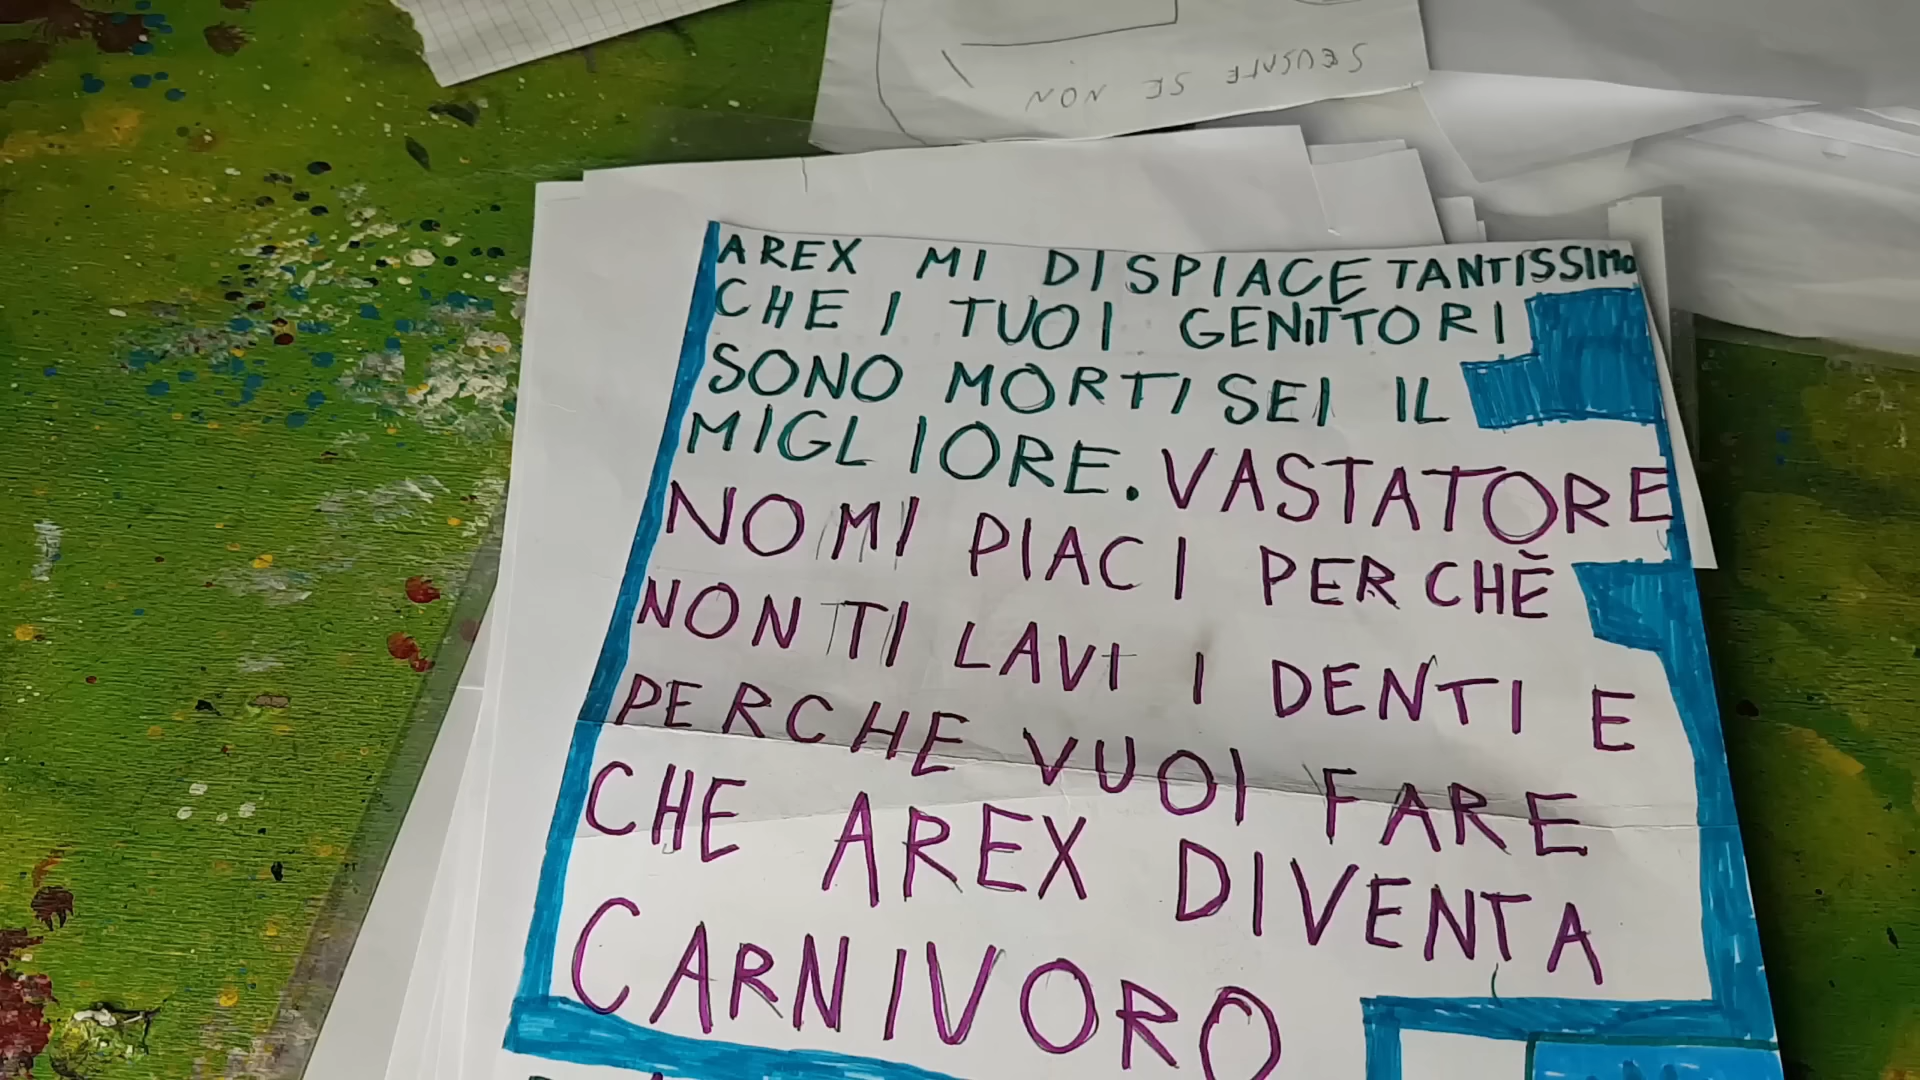 SCUSATE SE NON
AREX MI DISPIACE TANTISSIMO
CHE I TUOI GENITTORI
SONO MORTI SEI IL
MIGLIORE. VASTATORE
NO MI PIACI PERCHÈ
NON TI LAVI I DENTI E
PERCHE VUOI FARE
CHE AREX DIVENTA
CARNIVORO